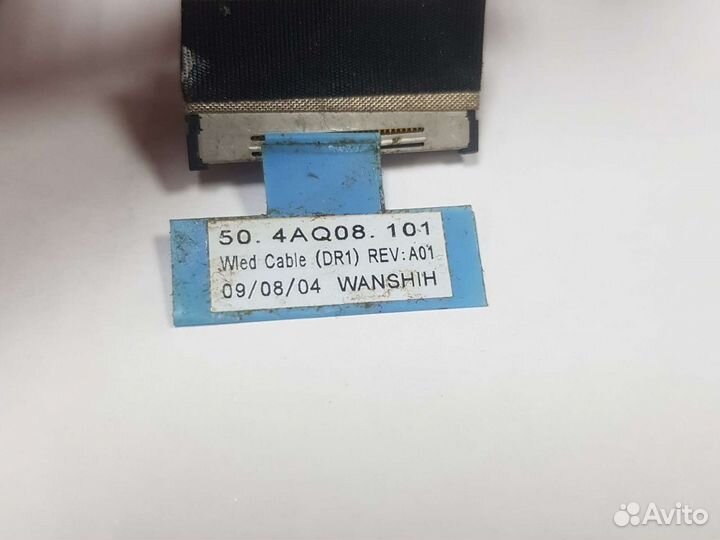 50. 4AQ08. 101
Wled Cable (DR1) REV: A01
09/08/04 WANSHIH
Avito